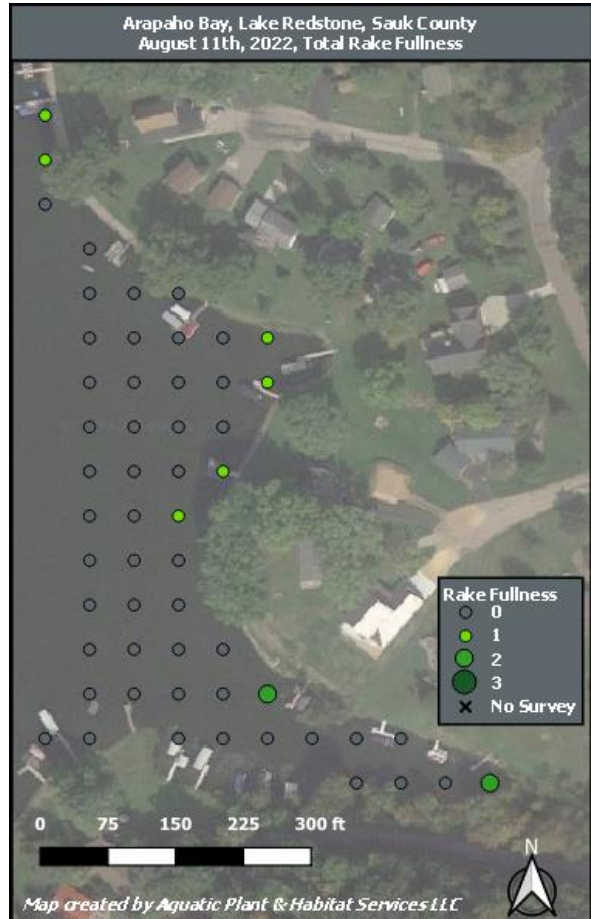 Arapaho Bay, Lake Redstone, Sauk County
August 11th, 2022, Total Rake Fullness
Rake Fullness
0
1
2
3
No Survey
0 75 150 225 300 ft
N
Map created by Aquatic Plant & Habitat Services LLC